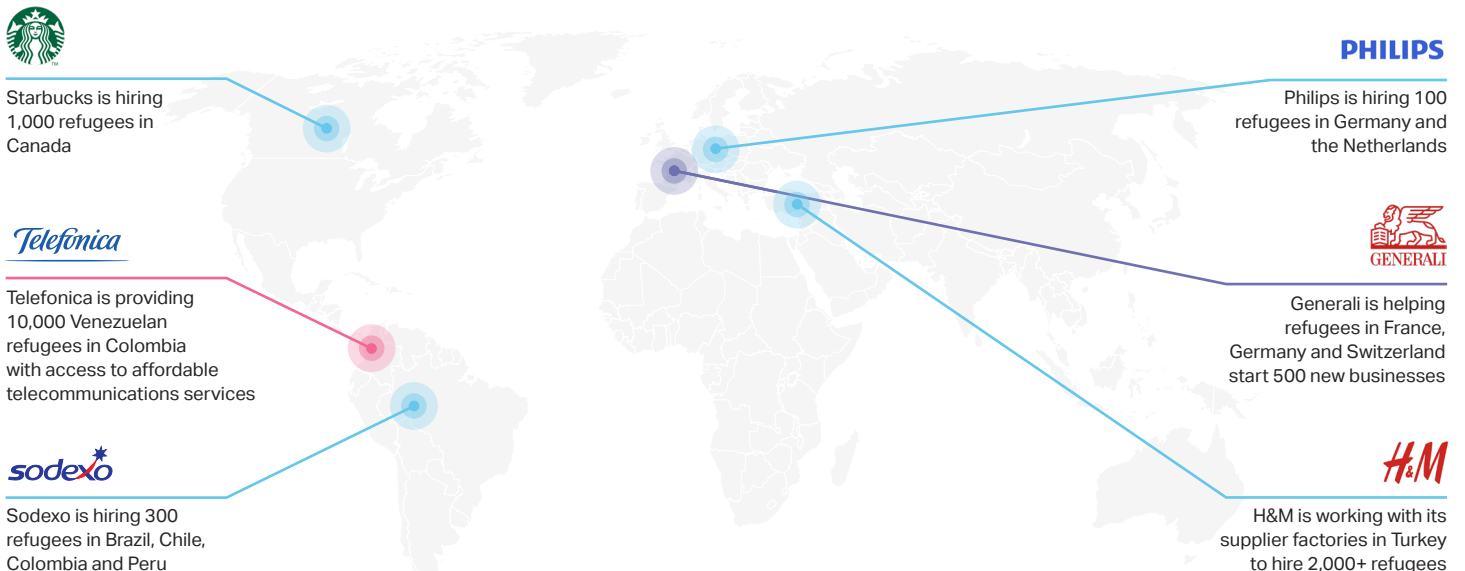 Starbucks is hiring
1,000 refugees in
Canada
Telefonica
Telefonica is providing
10,000 Venezuelan
refugees in Colombia
with access to affordable
telecommunications services
sodexo
Sodexo is hiring 300
refugees in Brazil, Chile,
Colombia and Peru
PHILIPS
Philips is hiring 100
refugees in Germany and
the Netherlands
GENERALI
Generali is helping
refugees in France,
Germany and Switzerland
start 500 new businesses
H&M
H&M is working with its
supplier factories in Turkey
to hire 2,000+ refugees